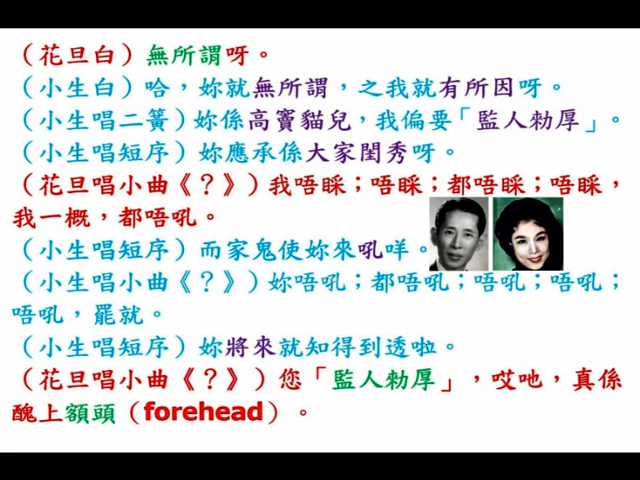 （花旦白）無所謂呀。
（小生白）哈，妳就無所謂，之我就有所因呀。
（小生唱二簧）妳係高竇貓兒，我偏要「監人勑厚」。
（小生唱短序）妳應承係大家閨秀呀。
（花旦唱小曲《？》）我唔睬；唔睬；都唔睬；唔睬，
我一概，都唔吼。
（小生唱短序）而家鬼使妳來吼咩。
（小生唱小曲《？》）妳唔吼；都唔吼；唔吼；唔吼；
唔吼，罷就。
（小生唱短序）妳將來就知得到透啦。
（花旦唱小曲《？》）您「監人勑厚」，哎吔，真係
醜上額頭（forehead）。